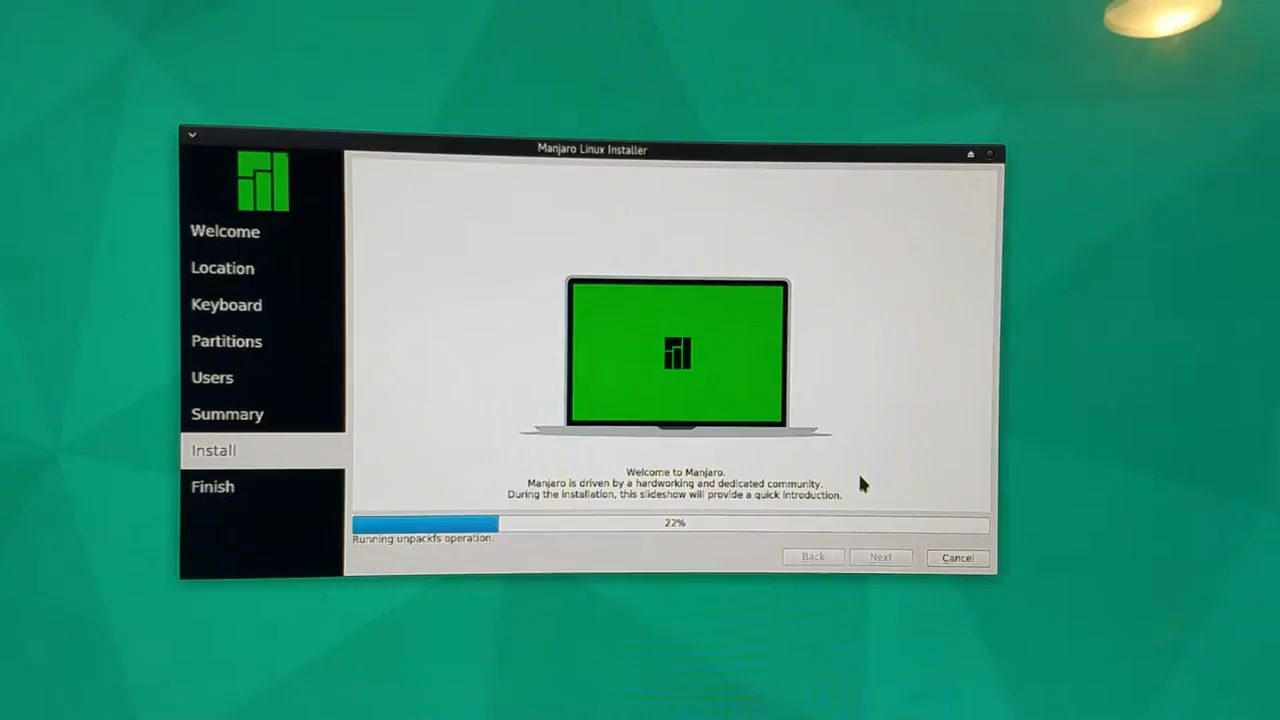 Manjaro Linux Installer
Welcome
Location
Keyboard
Partitions
Users
Summary
Install
Finish
Welcome to Manjaro.
Manjaro is driven by a hardworking and dedicated community.
During the installation, this slideshow will provide a quick introduction.
22%
Running unpackfs operation.
Back
Next
Cancel